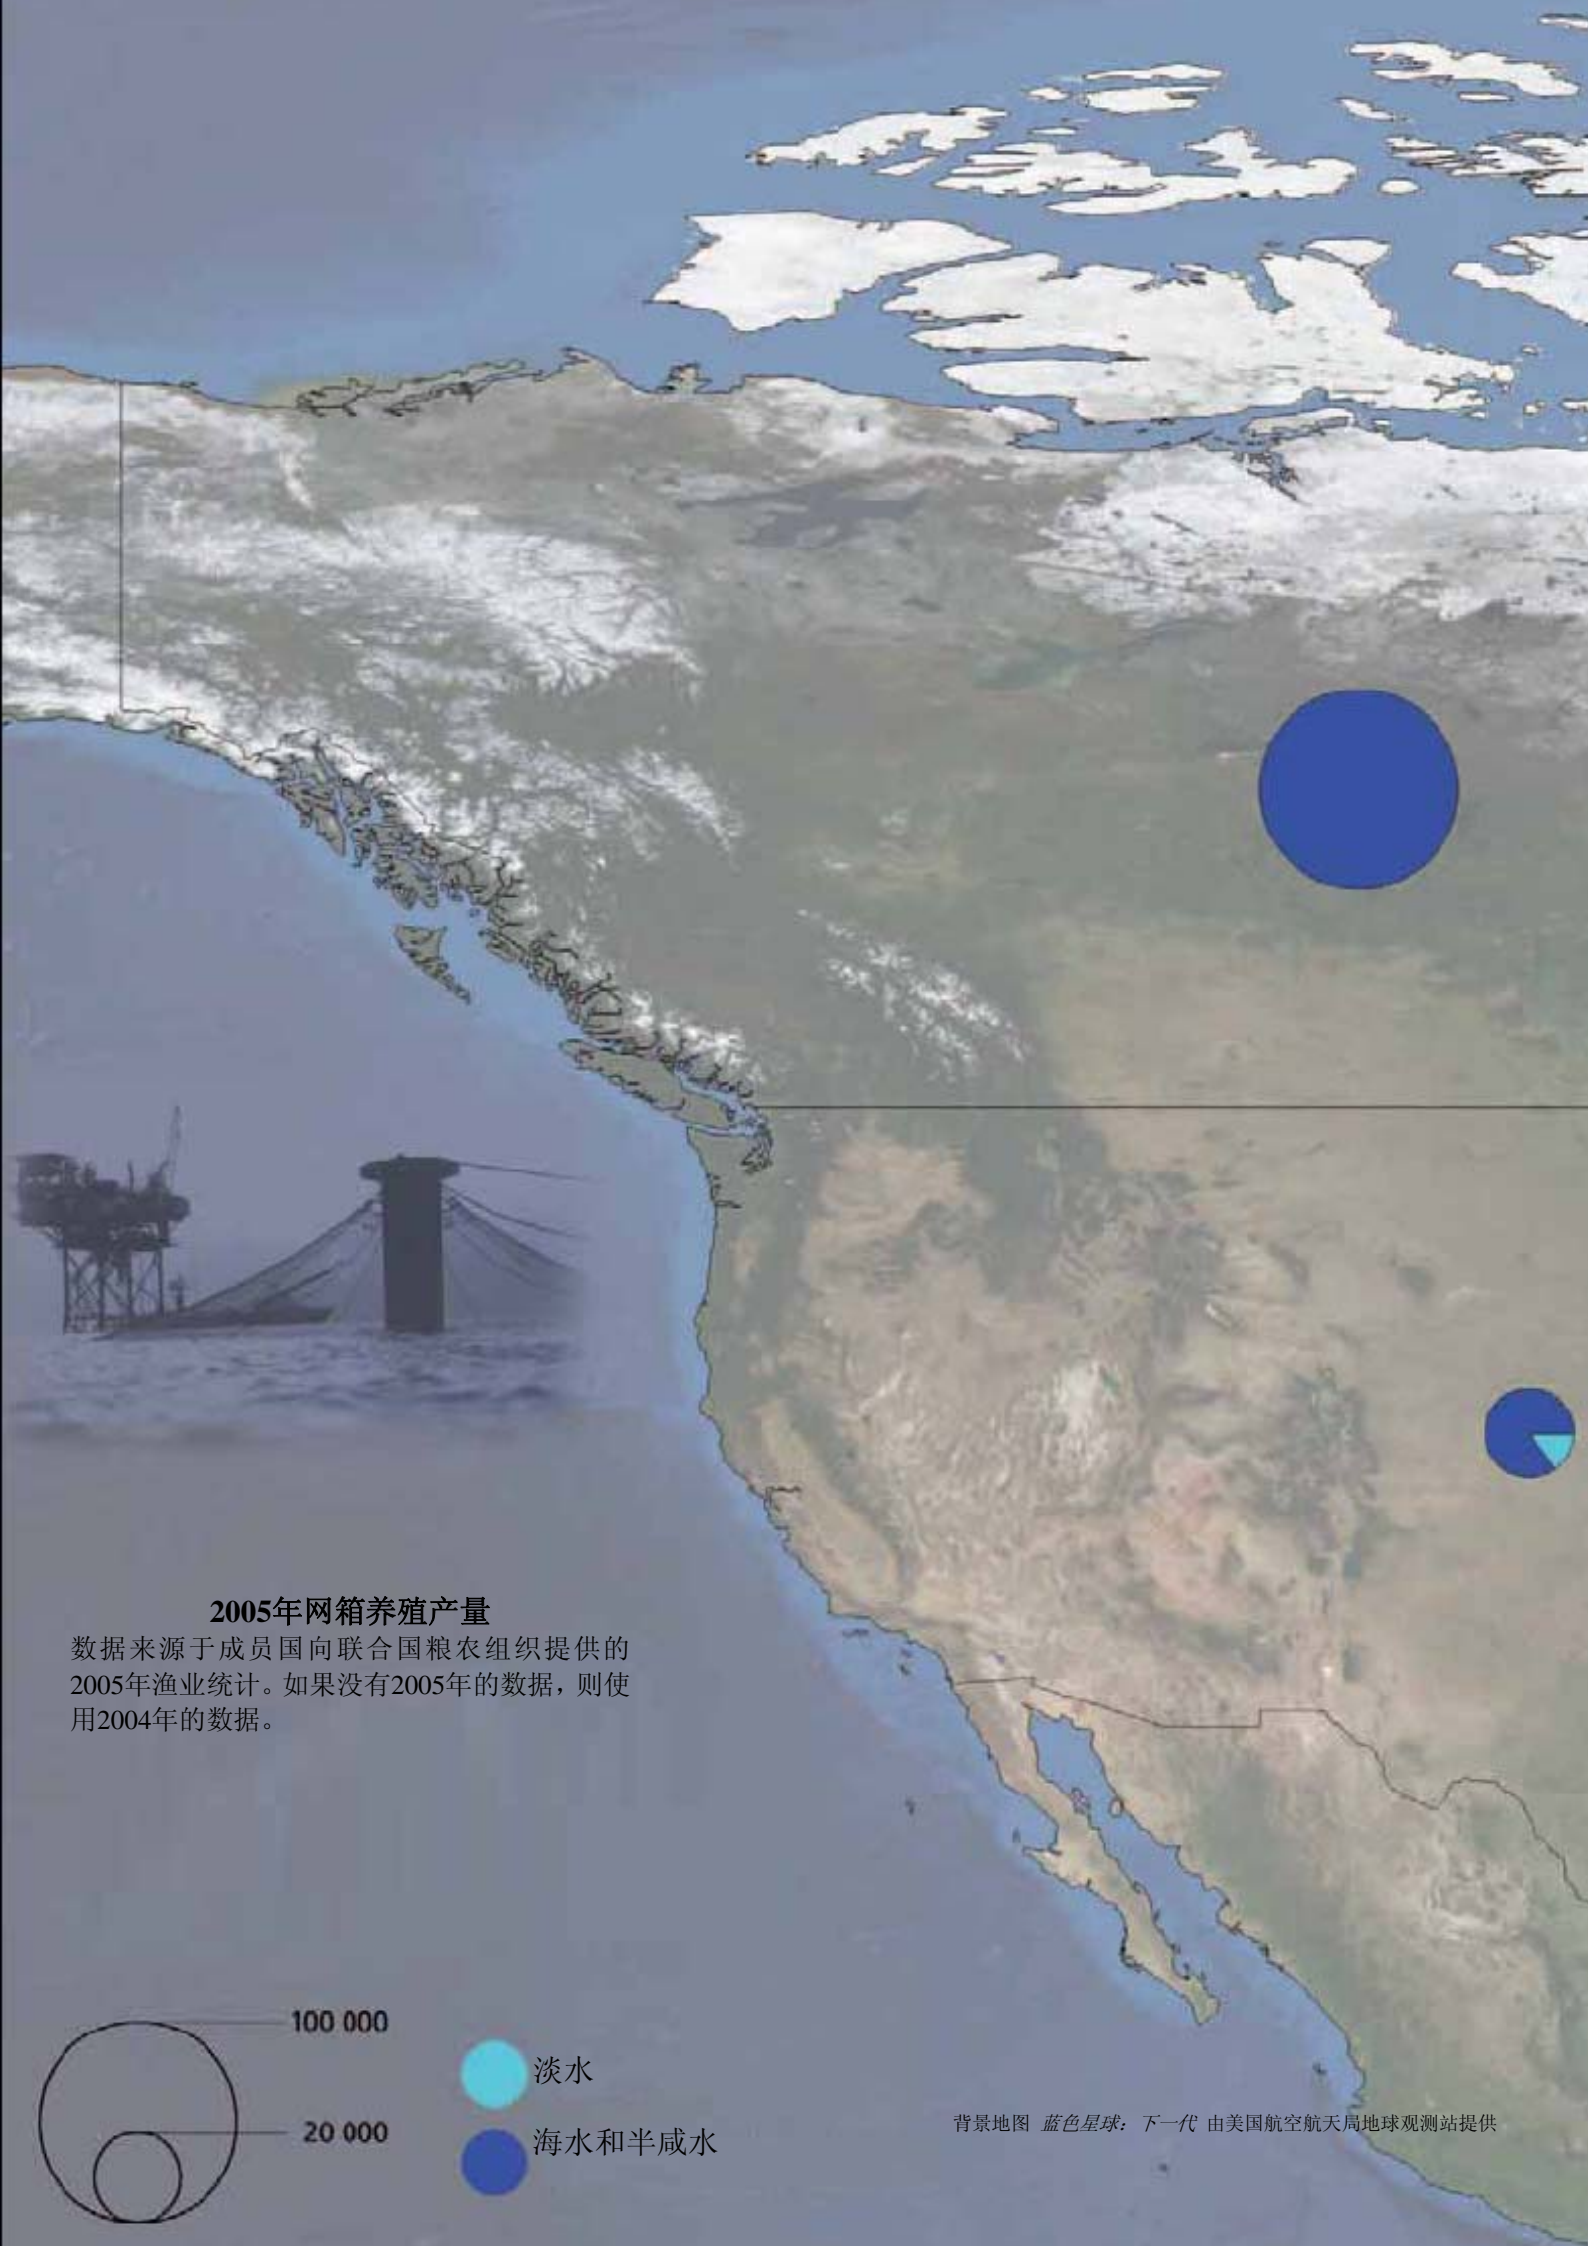 2005年网箱养殖产量
数据来源于成员国向联合国粮农组织提供的
2005年渔业统计。如果没有2005年的数据，则使
用2004年的数据。
100 000
20 000
淡水
海水和半咸水
背景地图 蓝色星球：下一代 由美国航空航天局地球观测站提供